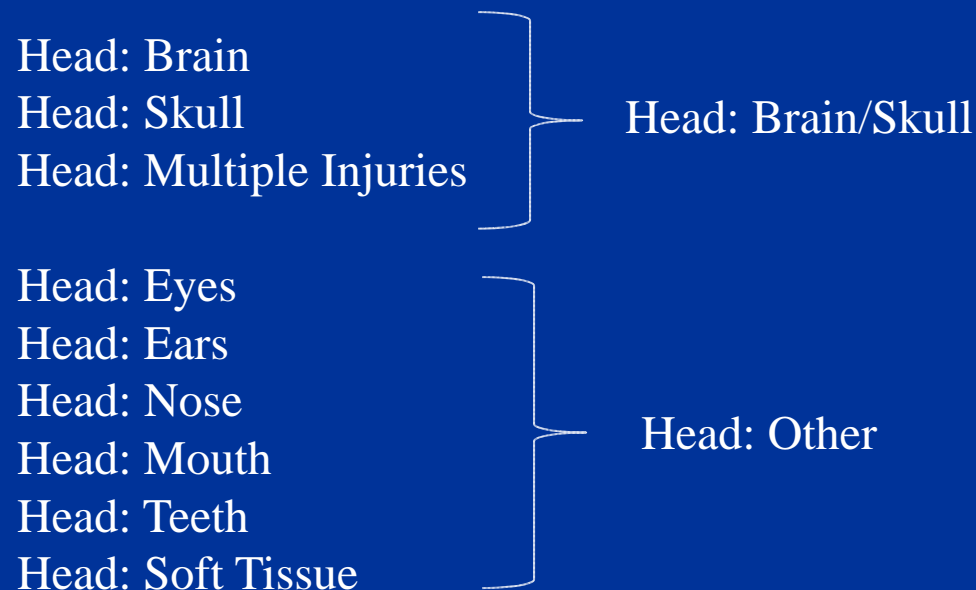 Head: Brain
Head: Skull
Head: Multiple Injuries
Head: Brain/Skull
Head: Eyes
Head: Ears
Head: Nose
Head: Mouth
Head: Teeth
Head: Soft Tissue
Head: Other